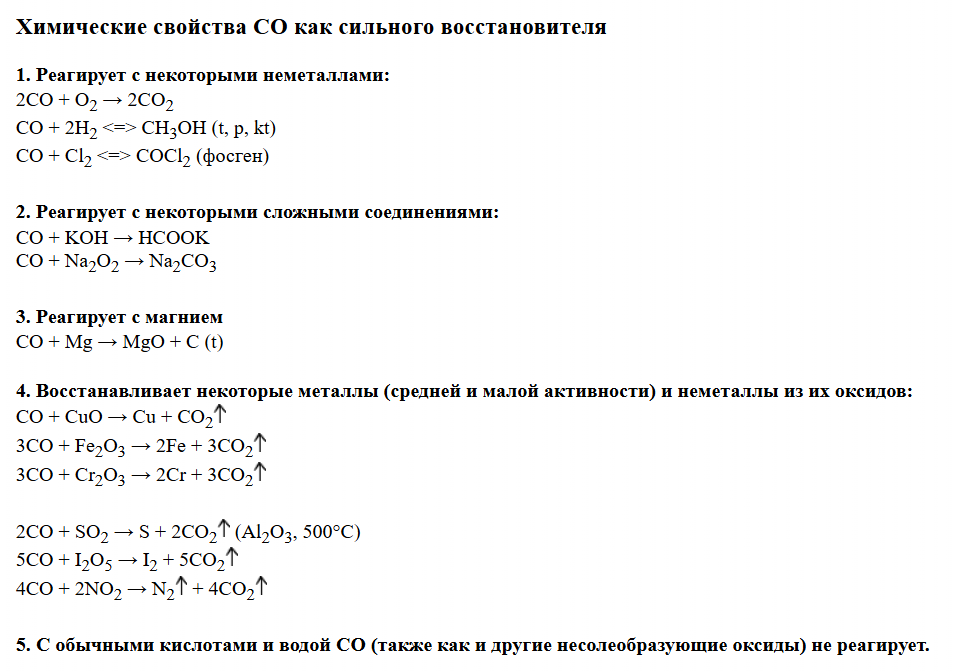 Химические свойства СО как сильного восстановителя
1. Реагирует с некоторыми неметаллами:
2CO + O₂ → 2CO₂
CO + 2H₂ <=> CH₃OH (t, p, kt)
CO + Cl₂ <=> COCl₂ (фосген)
2. Реагирует с некоторыми сложными соединениями:
CO + KOH → HCOOK
CO + Na₂O₂ → Na₂CO₃
3. Реагирует с магнием
CO + Mg → MgO + C (t)
4. Восстанавливает некоторые металлы (средней и малой активности) и неметаллы из их оксидов:
CO + CuO → Cu + CO₂↑
3CO + Fe₂O₃ → 2Fe + 3CO₂↑
3CO + Cr₂O₃ → 2Cr + 3CO₂↑
2CO + SO₂ → S + 2CO₂↑ (Al₂O₃, 500°C)
5CO + I₂O₅ → I₂ + 5CO₂↑
4CO + 2NO₂ → N₂↑ + 4CO₂↑
5. С обычными кислотами и водой CO (также как и другие несолеобразующие оксиды) не реагирует.